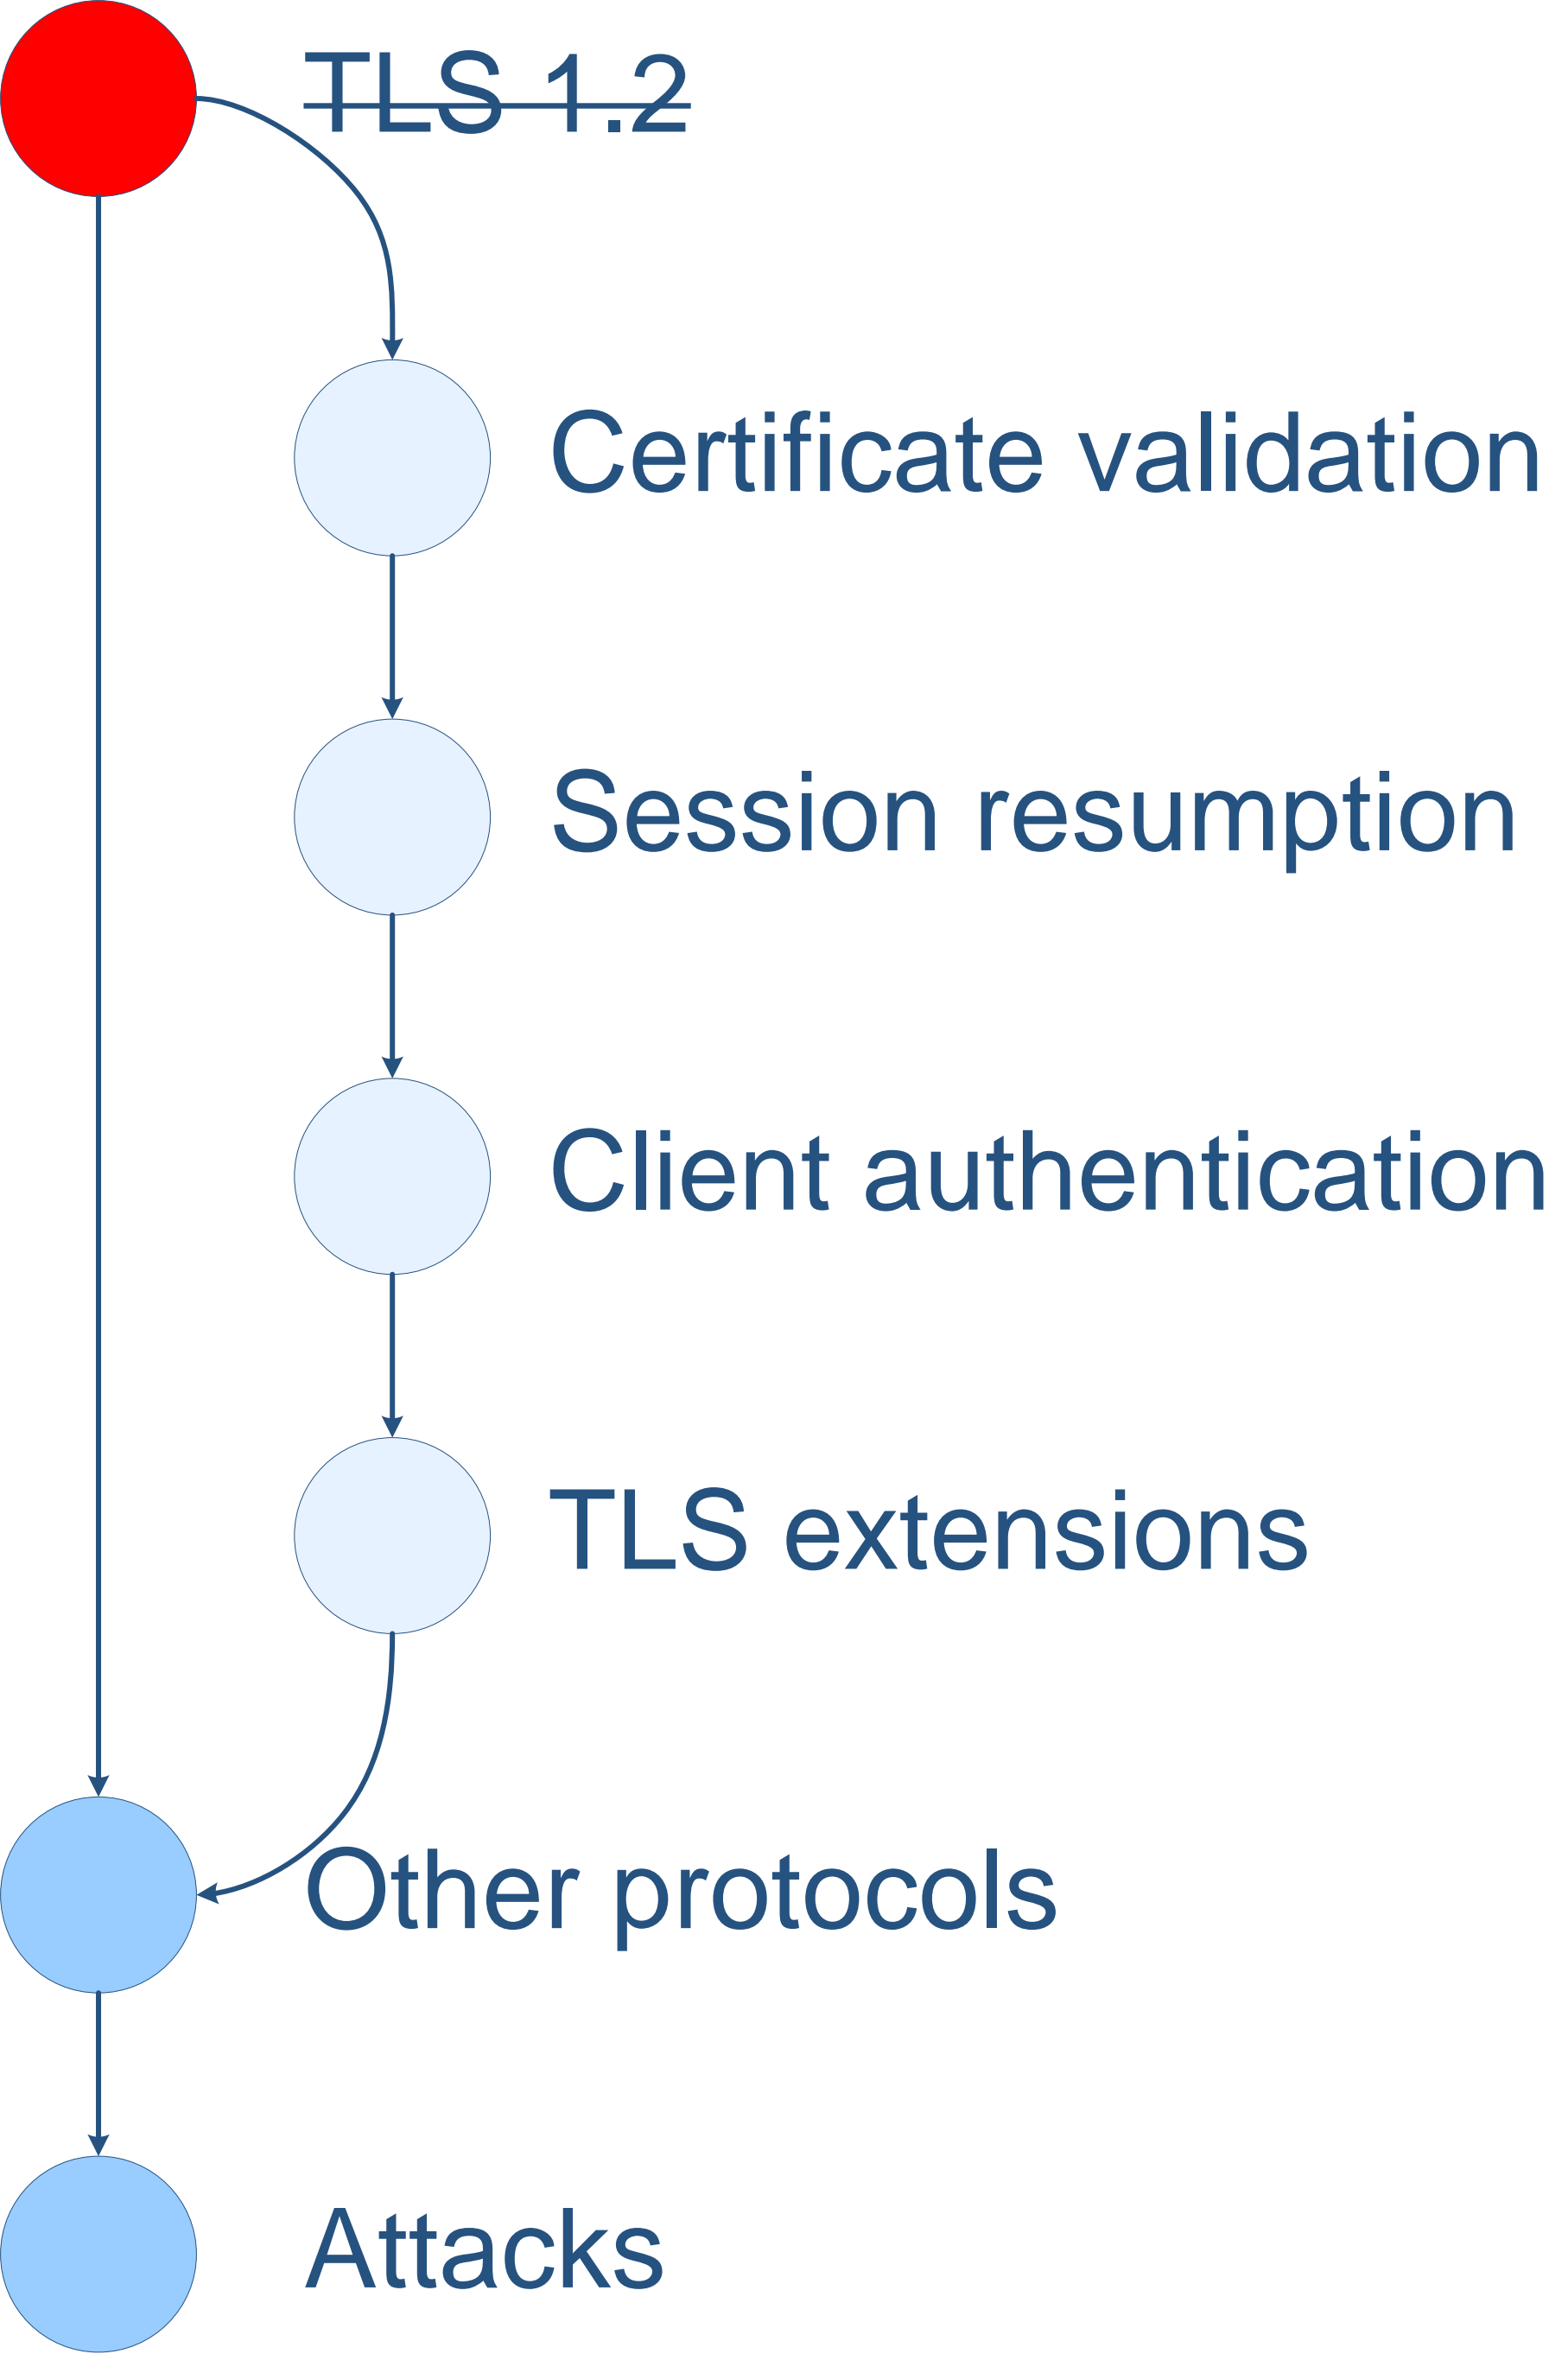 TLS 1.2
Certificate validation
Session resumption
Client authentication
TLS extensions
Other protocols
Attacks